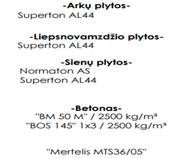 -Arkų plytos-
Superton AL44
-Liepsnovamzdžio plytos-
Superton AL44
-Sienų plytos-
Normaton AS
Superton AL44
-Betonas-
"BM 50 M" / 2500 kg/m³
"BOS 145" 1x3 / 2500 kg/m³
"Mertelis MTS36/05"